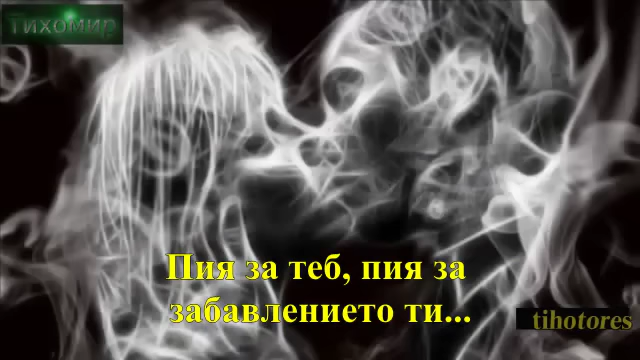 Тихомир
Пия за теб, пия за
забавлението ти...
tihotores